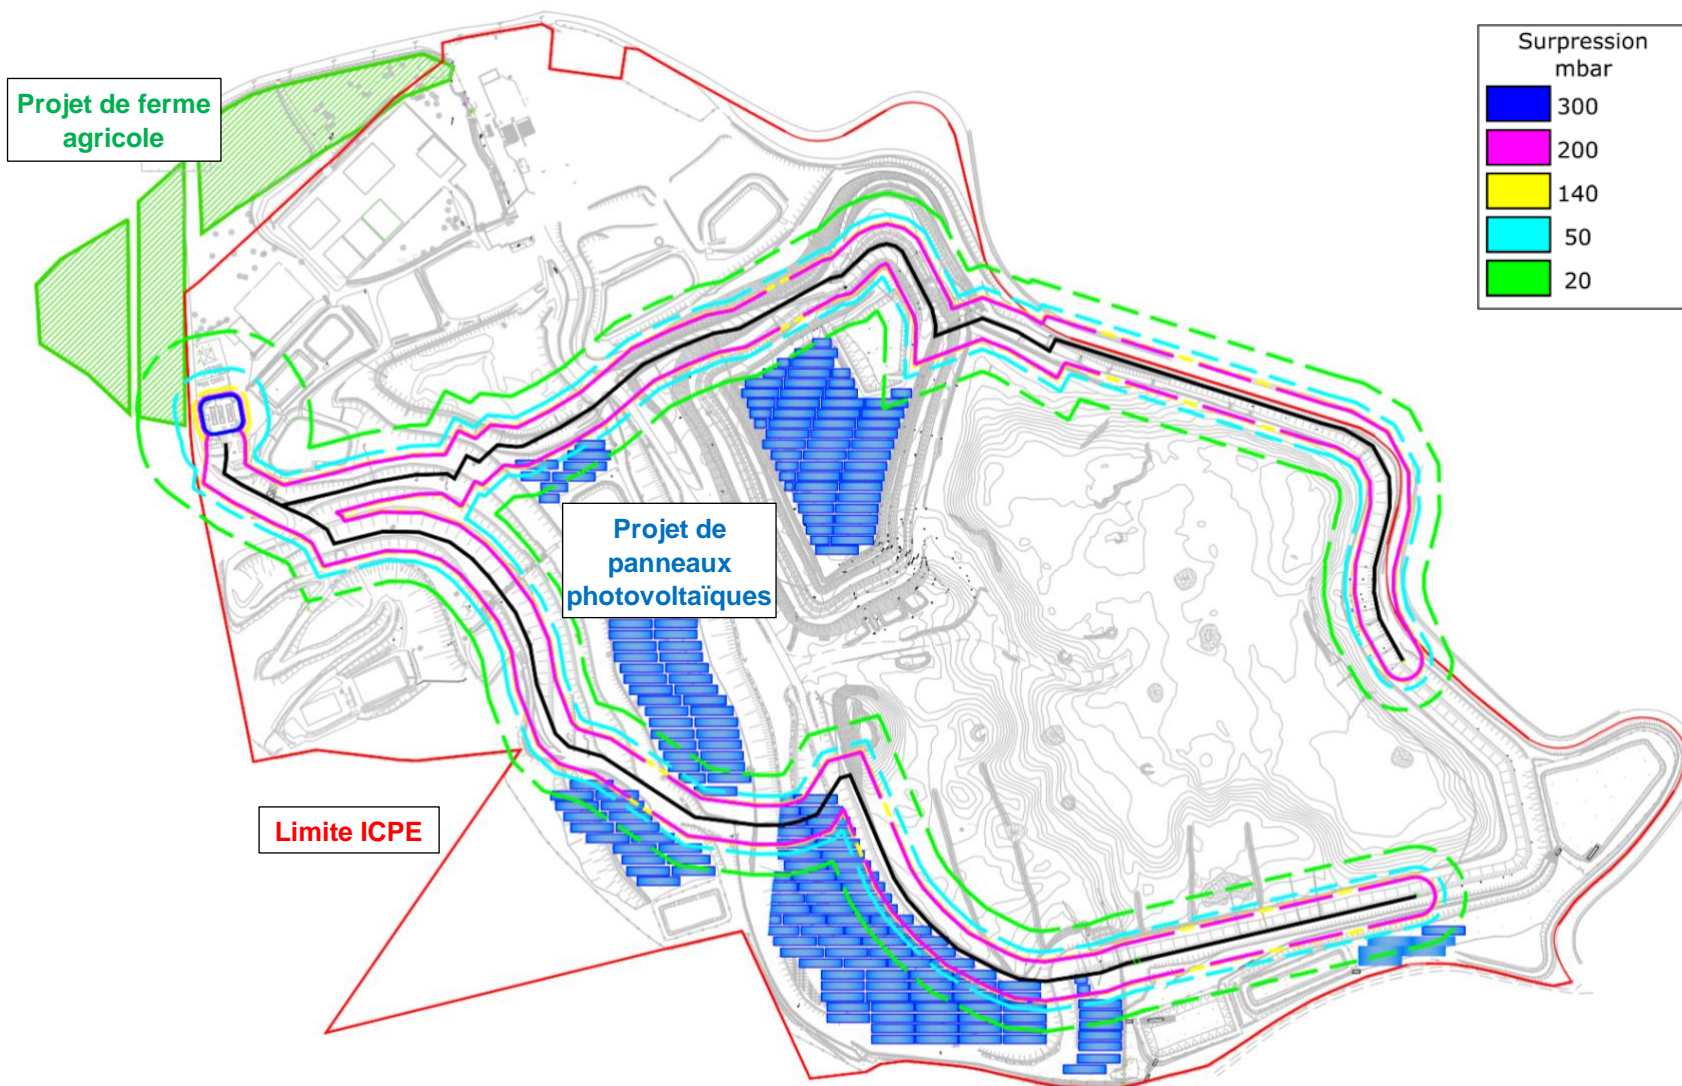 Projet de ferme
agricole
Surpression
mbar
300
200
140
50
20
Projet de
panneaux
photovoltaïques
Limite ICPE